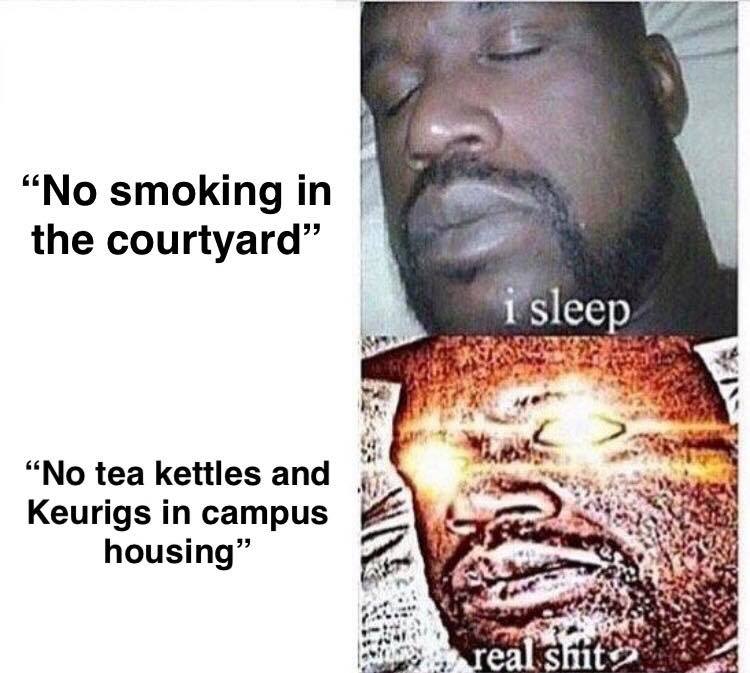 “No smoking in
the courtyard”
i sleep
“No tea kettles and
Keurigs in campus
housing”
real shit?